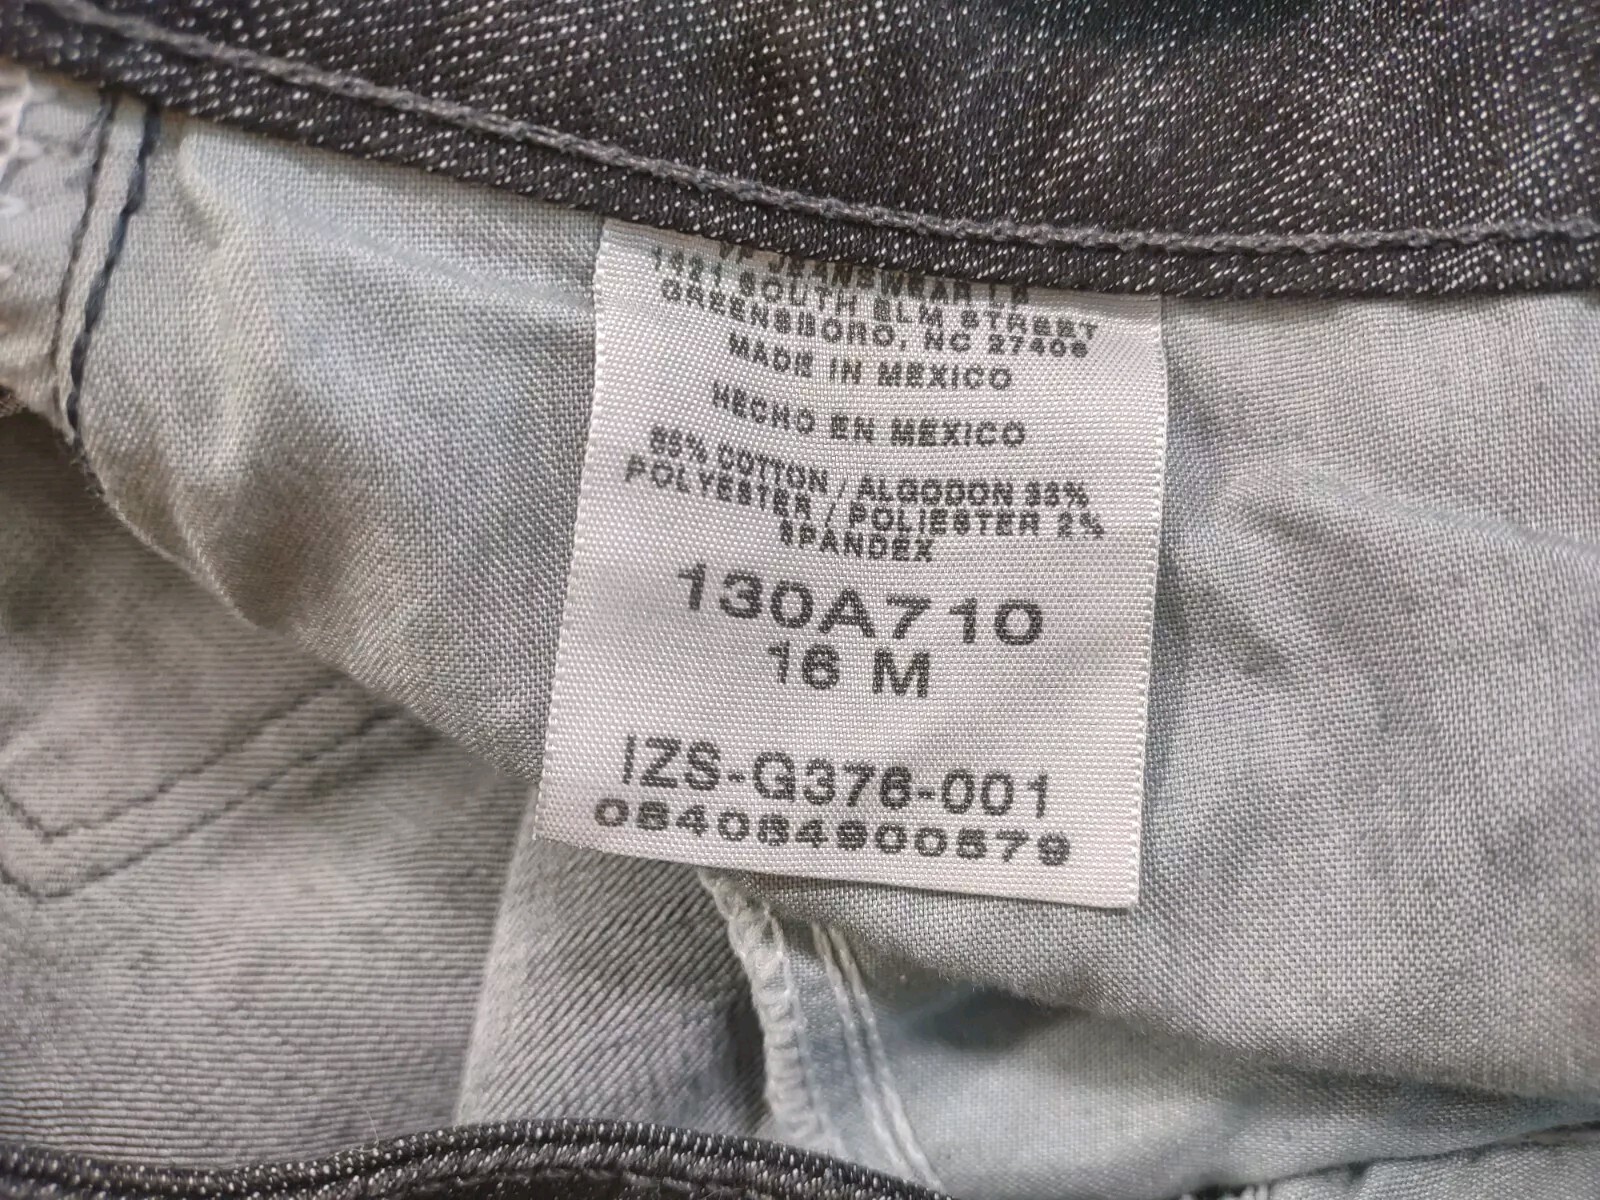 VF JEANSWEAR LP
1421 SOUTH ELM STREET
GREENSBORO, NC 27406
MADE IN MEXICO
HECHO EN MEXICO
65% COTTON / ALGODON 33%
POLYESTER / POLIESTER 2%
SPANDEX
130A710
16 M
IZS-G376-001
084084900579